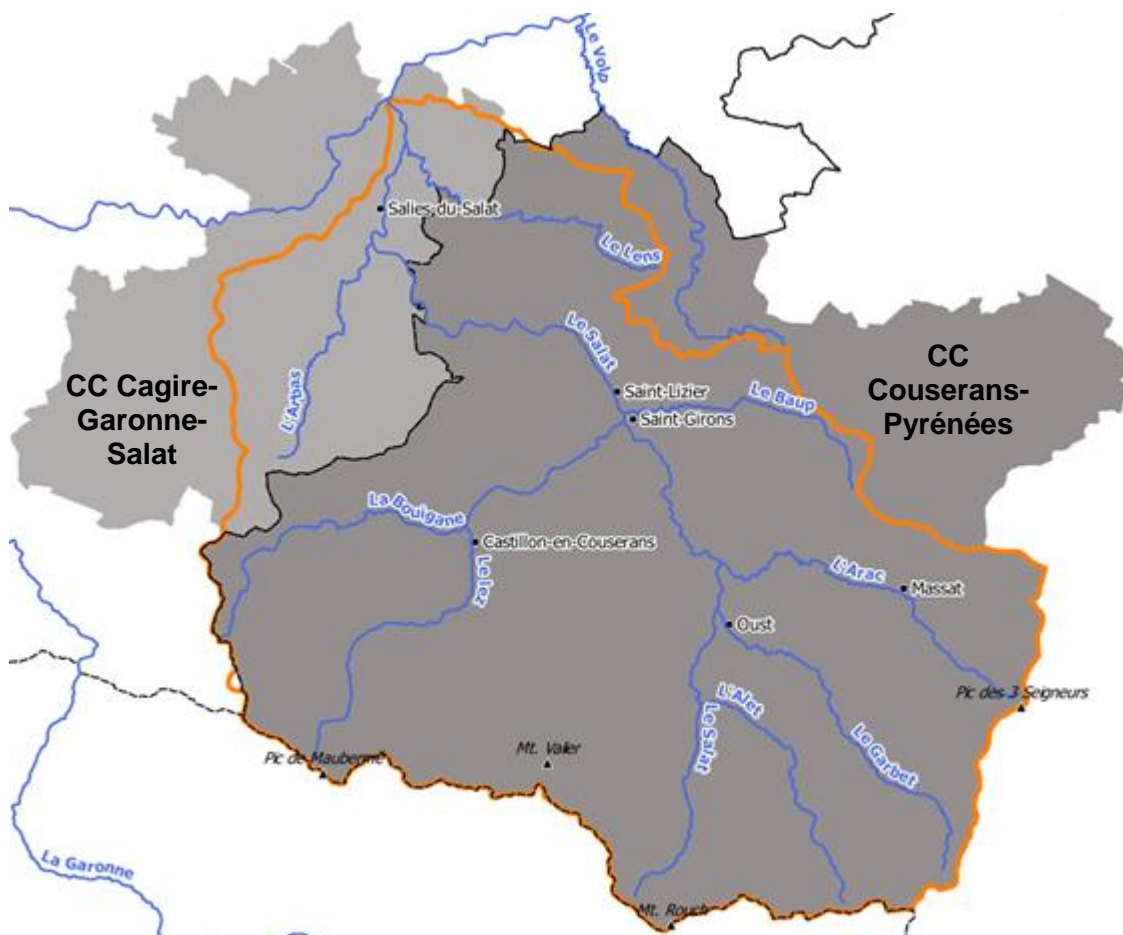 Le Volp
Salies-du-Salat
Le Lens
Le Salat
CC Cagire-
Garonne-
Salat
L'Arbas
Saint-Lizier
Saint-Girons
Le Baup
CC
Couserans-
Pyrénées
La Bouigane
Castillon-en-Couserans
Le lez
L'Arac
Massat
Oust
Pic des 3 Seigneurs
L'Alet
Le Salat
Le Garbet
Pic de Maubermé
Mt. Valier
La Garonne
Mt. Rouch